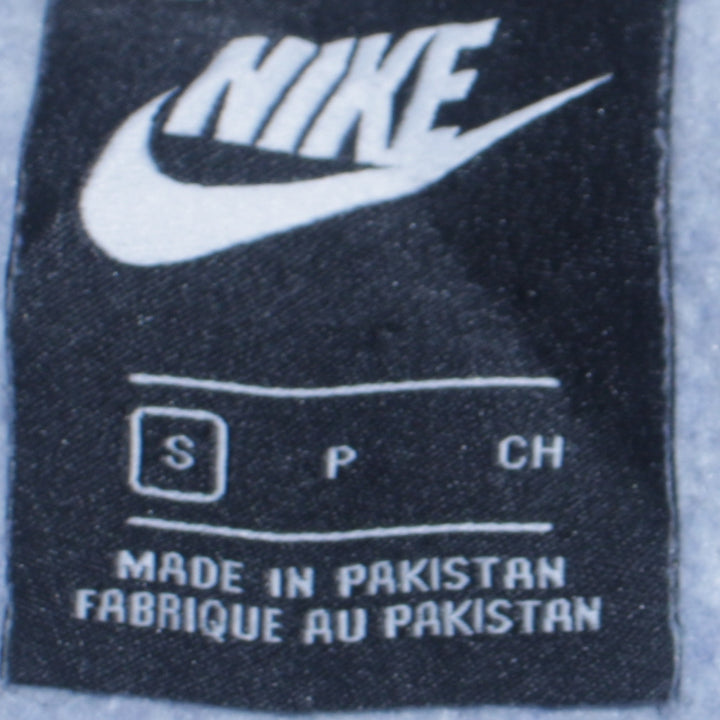 NIKE
S P CH
MADE IN PAKISTAN
FABRIQUE AU PAKISTAN